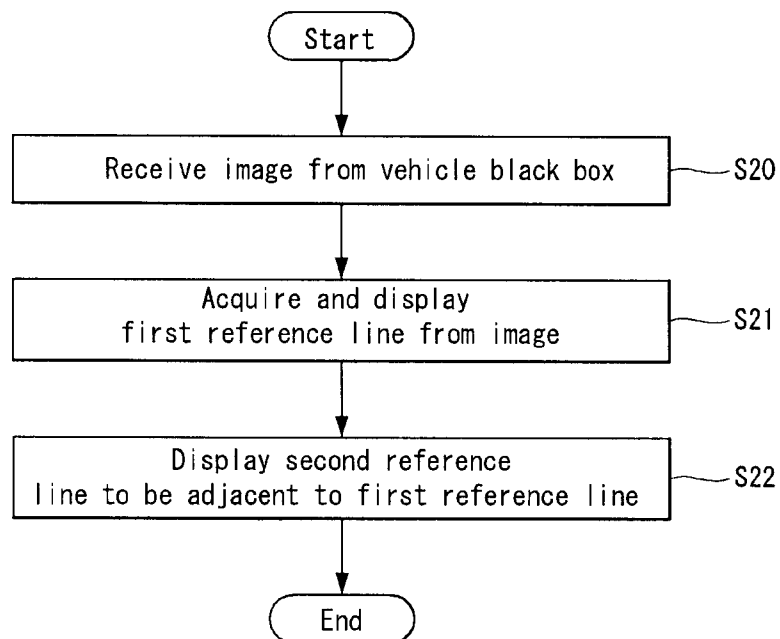 Start
Receive image from vehicle black box
S20
Acquire and display
first reference line from image
S21
Display second reference
line to be adjacent to first reference line
S22
End